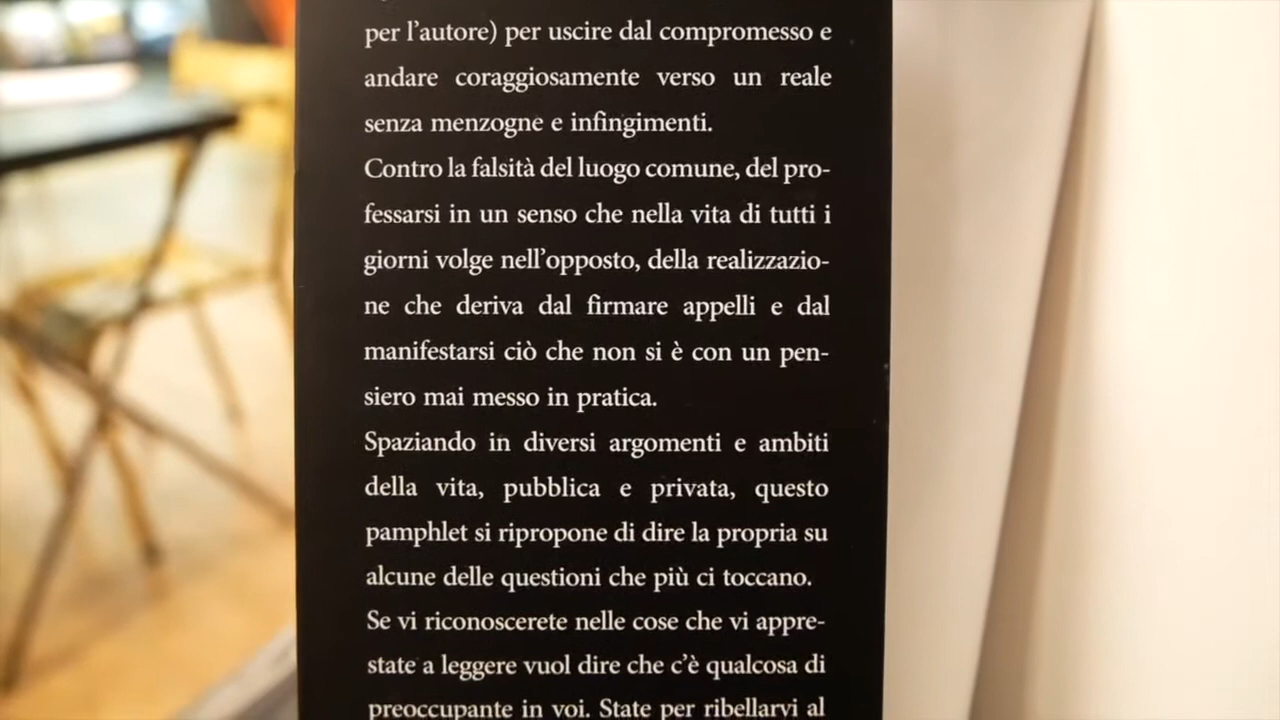 per l'autore) per uscire dal compromesso e
andare coraggiosamente verso un reale
senza menzogne e infingimenti.
Contro la falsità del luogo comune, del pro-
fessarsi in un senso che nella vita di tutti i
giorni volge nell'opposto, della realizzazio-
ne che deriva dal firmare appelli e dal
manifestarsi ciò che non si è con un pen-
siero mai messo in pratica.
Spaziando in diversi argomenti e ambiti
della vita, pubblica e privata, questo
pamphlet si ripropone di dire la propria su
alcune delle questioni che più ci toccano.
Se vi riconoscerete nelle cose che vi appre-
state a leggere vuol dire che c'è qualcosa di
preoccupante in voi. State per ribellarvi al